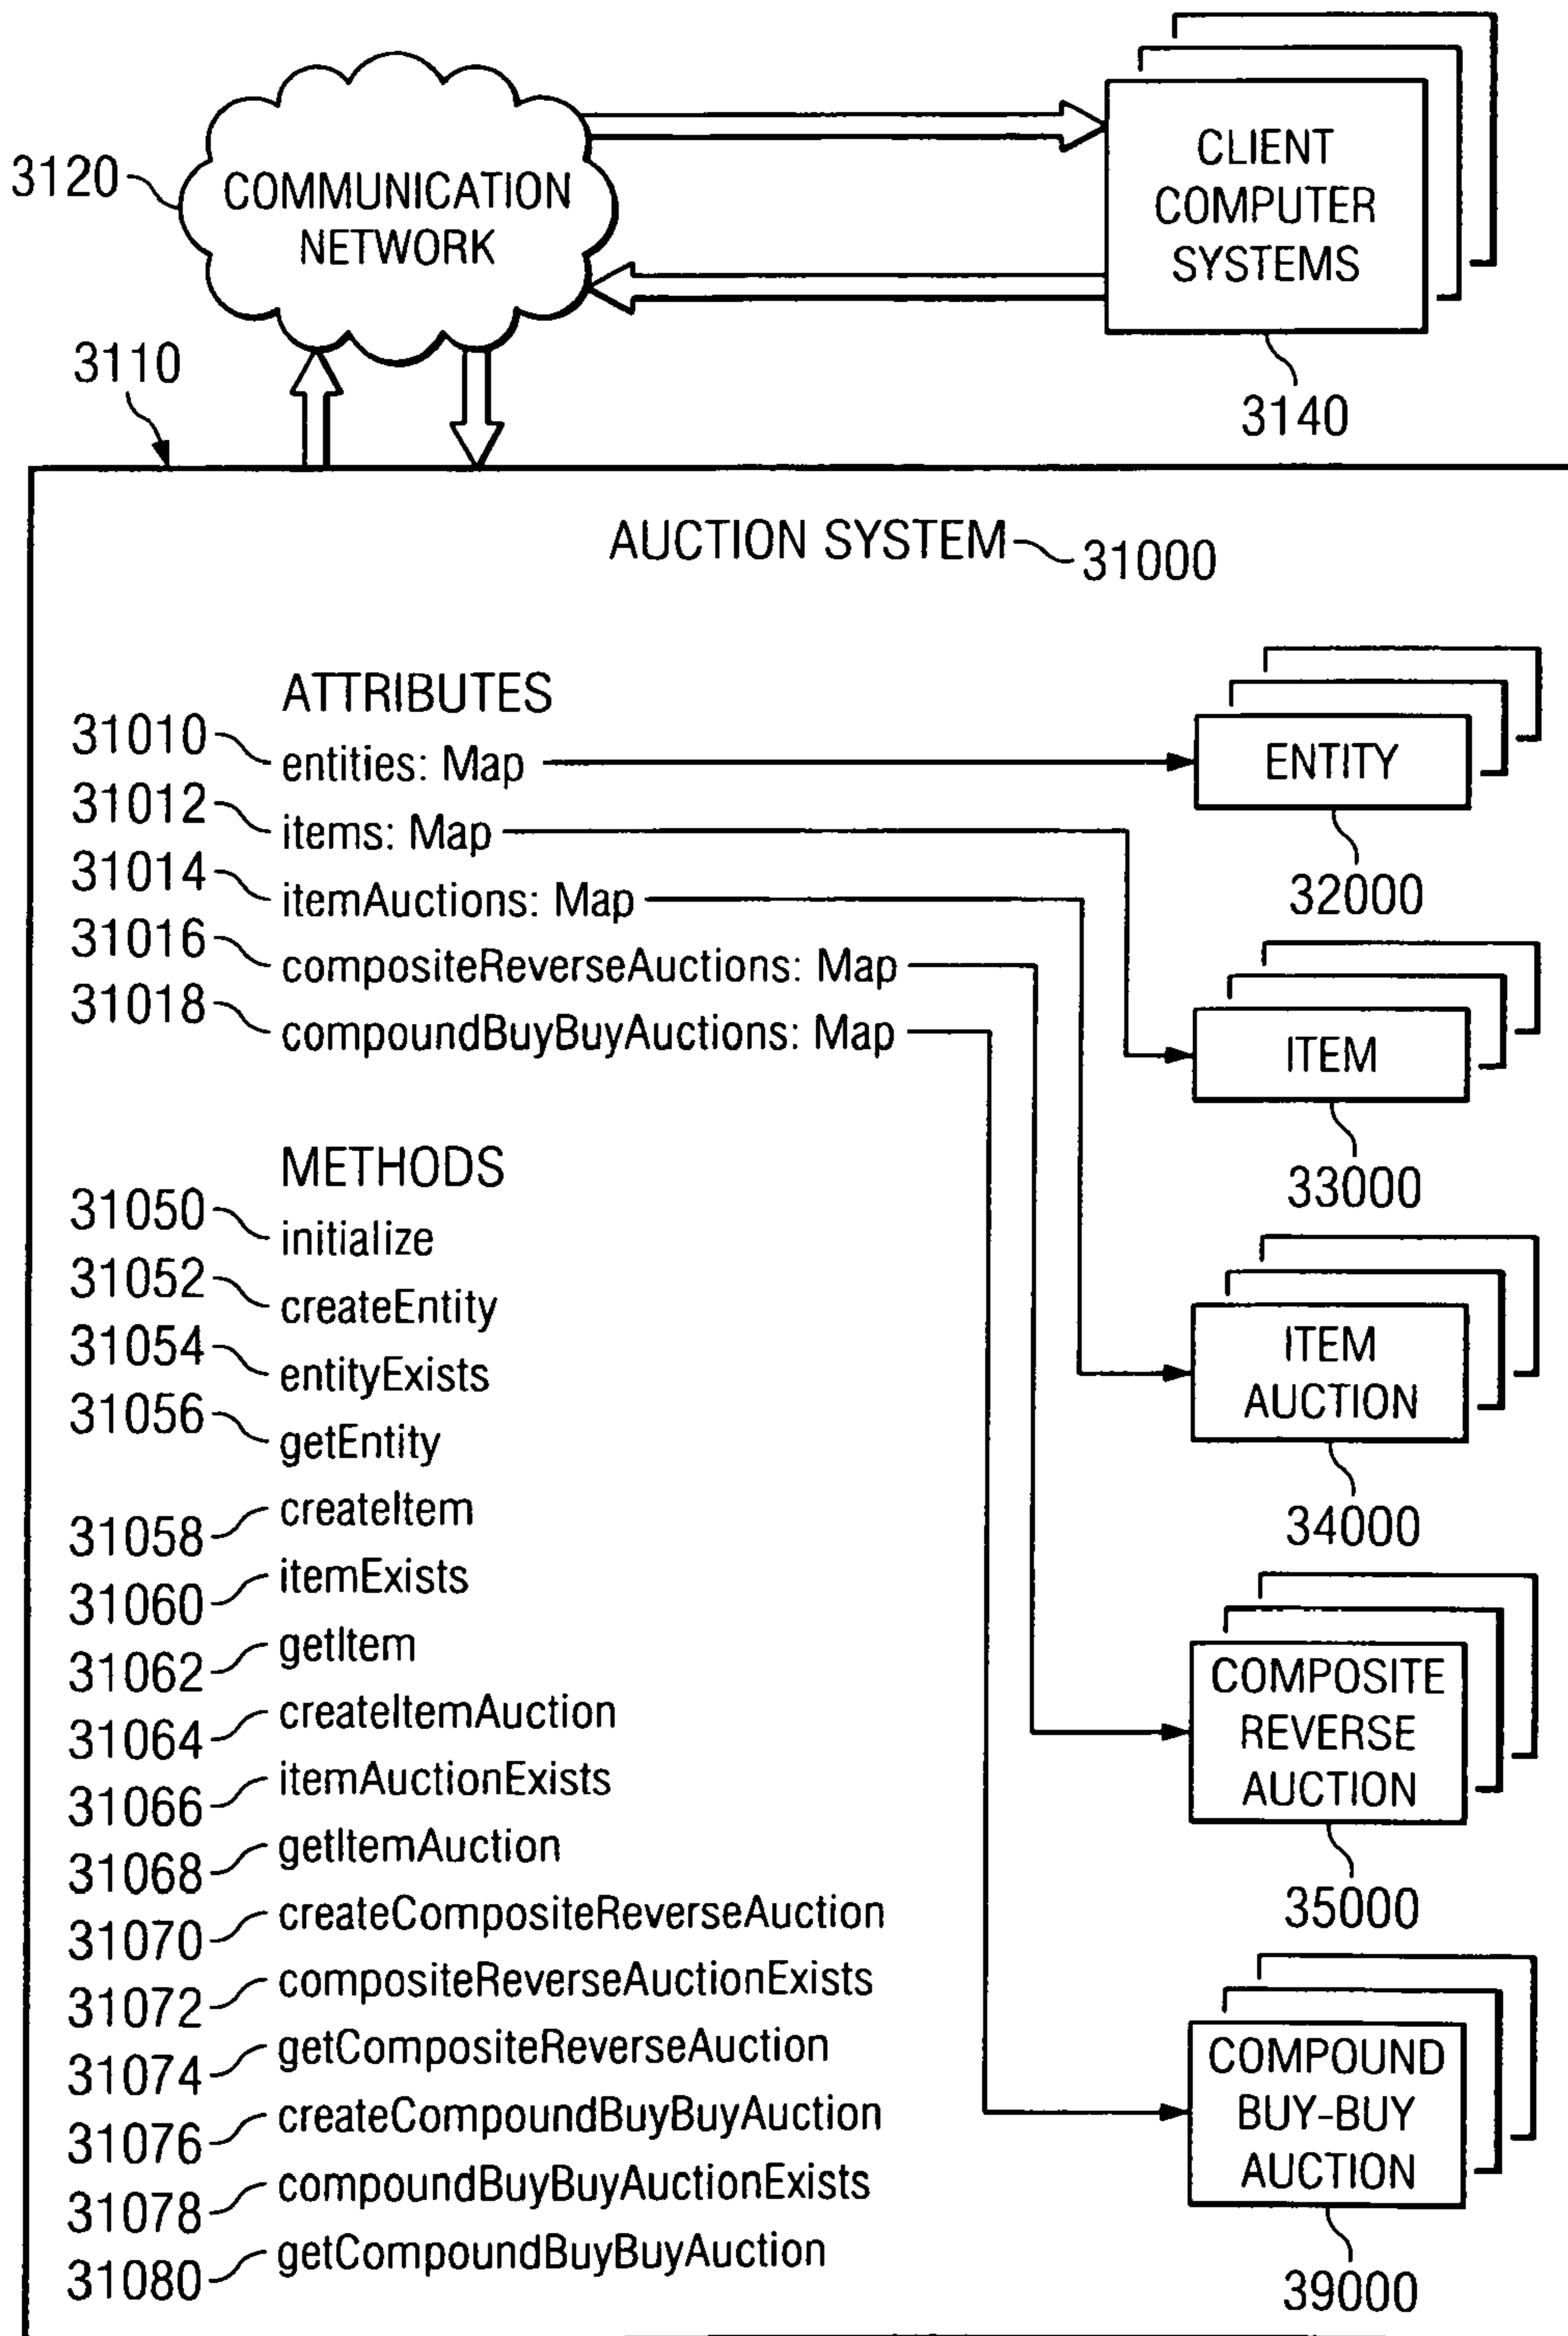 3120
COMMUNICATION
NETWORK
CLIENT
COMPUTER
SYSTEMS
3140
3110
AUCTION SYSTEM
31000
ATTRIBUTES
31010
entities: Map
31012
items: Map
31014
itemAuctions: Map
31016
compositeReverseAuctions: Map
31018
compoundBuyBuyAuctions: Map
ENTITY
32000
ITEM
33000
ITEM
AUCTION
34000
COMPOSITE
REVERSE
AUCTION
35000
COMPOUND
BUY-BUY
AUCTION
39000
METHODS
31050
initialize
31052
createEntity
31054
entityExists
31056
getEntity
31058
createItem
31060
itemExists
31062
getItem
31064
createItemAuction
31066
itemAuctionExists
31068
getItemAuction
31070
createCompositeReverseAuction
31072
compositeReverseAuctionExists
31074
getCompositeReverseAuction
31076
createCompoundBuyBuyAuction
31078
compoundBuyBuyAuctionExists
31080
getCompoundBuyBuyAuction